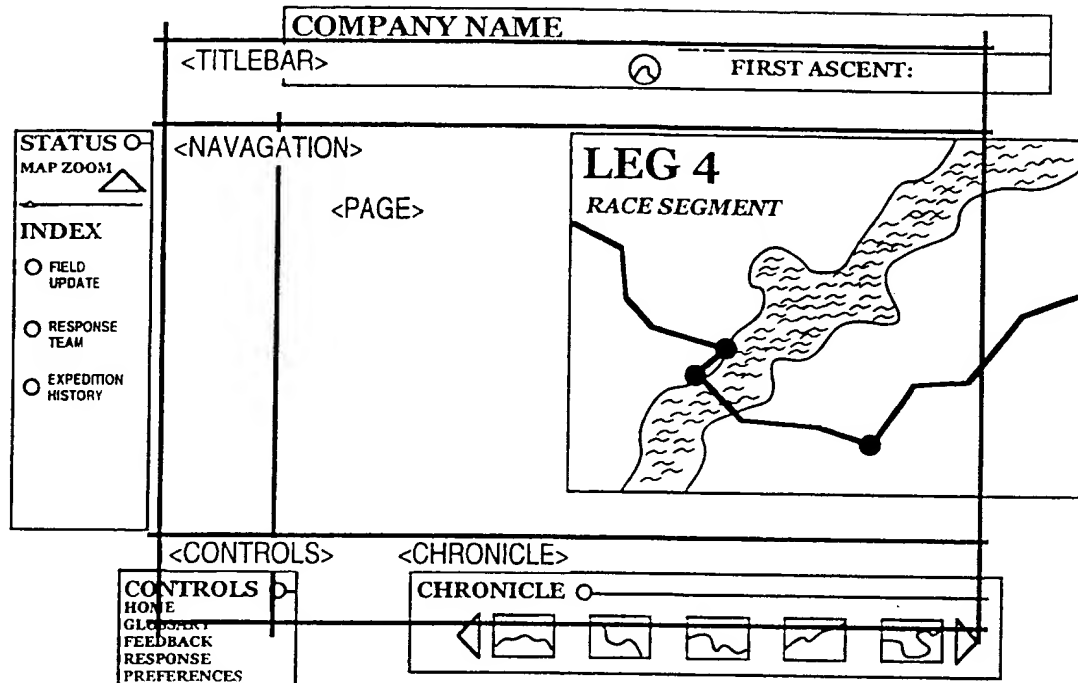 COMPANY NAME
<TITLEBAR>
FIRST ASCENT:
STATUS
MAP ZOOM
INDEX
FIELD
UPDATE
RESPONSE
TEAM
EXPEDITION
HISTORY
<NAVAGATION>
<PAGE>
LEG 4
RACE SEGMENT
<CONTROLS>
<CHRONICLE>
CONTROLS
HOME
GLOSSARY
FEEDBACK
RESPONSE
PREFERENCES
CHRONICLE